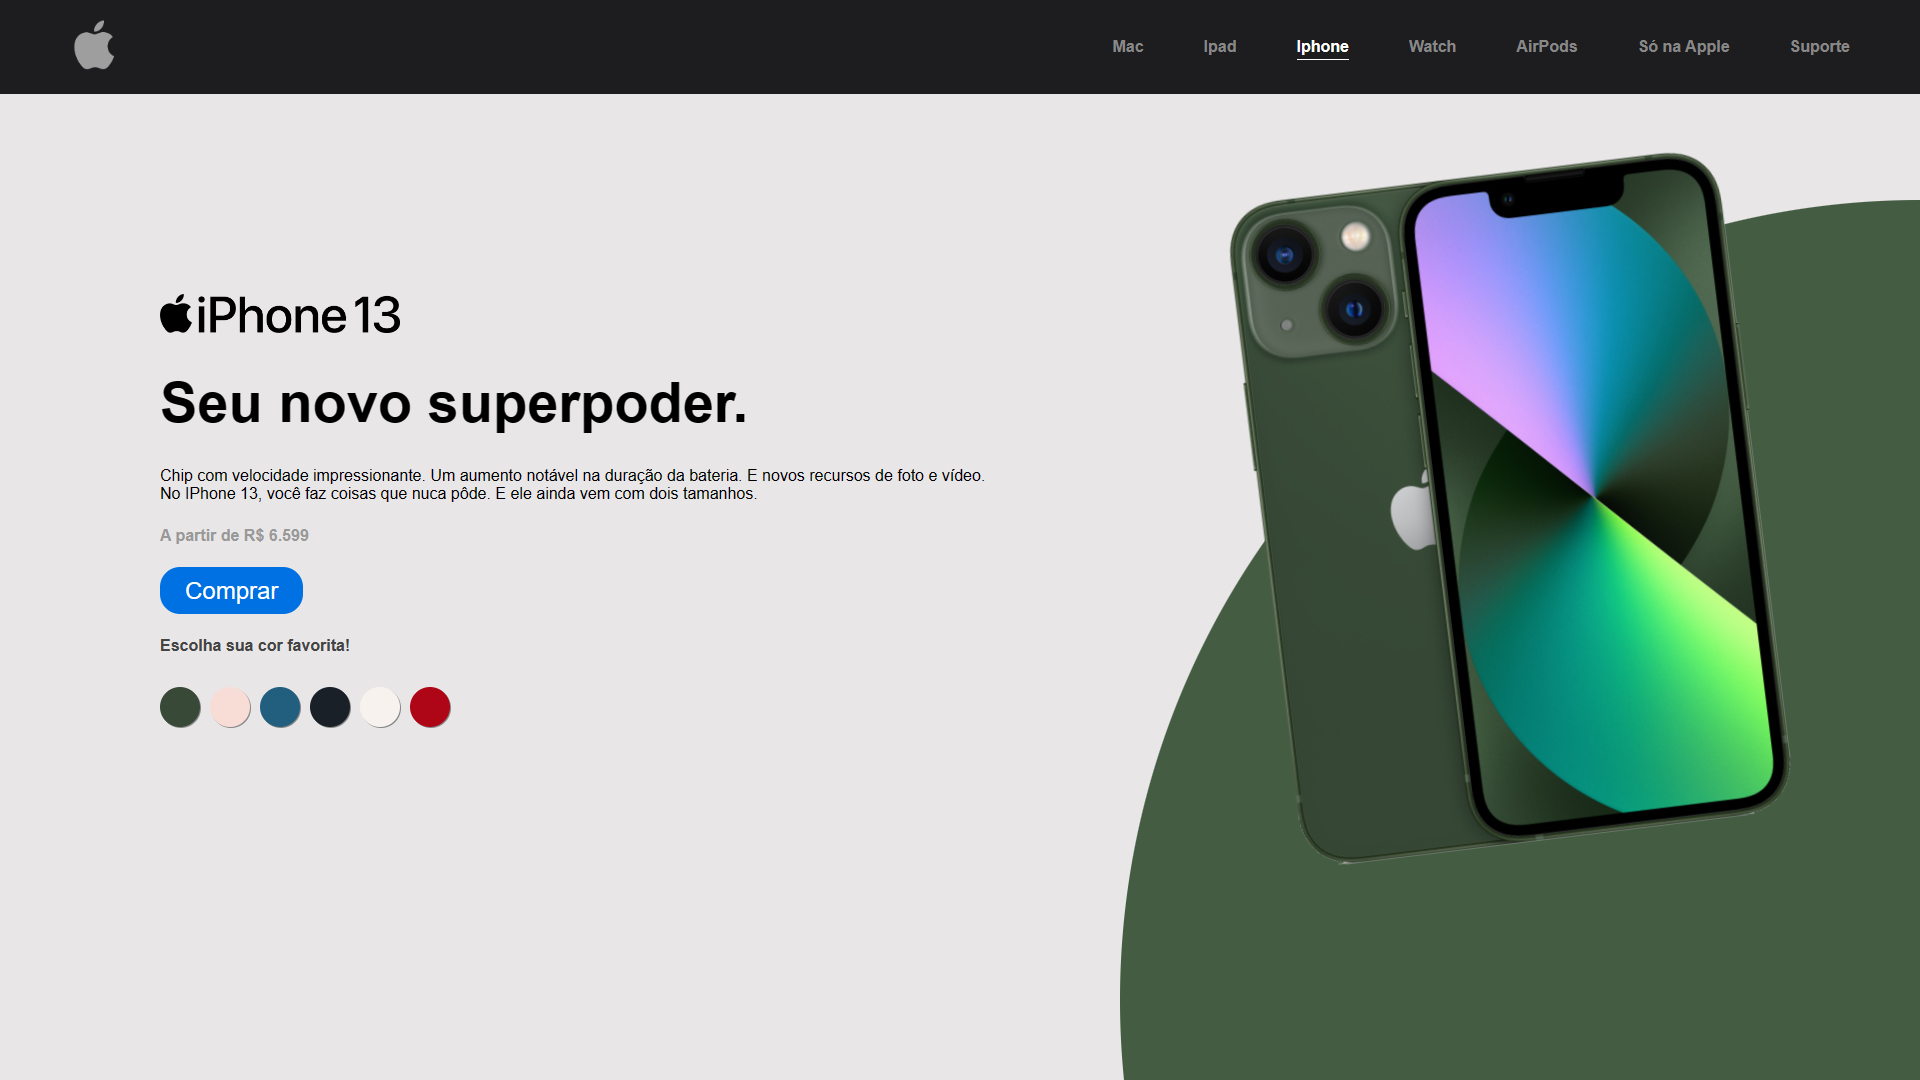 Mac
Ipad
Iphone
Watch
AirPods
Só na Apple
Suporte
iPhone 13
Seu novo superpoder.
Chip com velocidade impressionante. Um aumento notável na duração da bateria. E novos recursos de foto e vídeo.
No IPhone 13, você faz coisas que nuca pôde. E ele ainda vem com dois tamanhos.
A partir de R$ 6.599
Comprar
Escolha sua cor favorita!